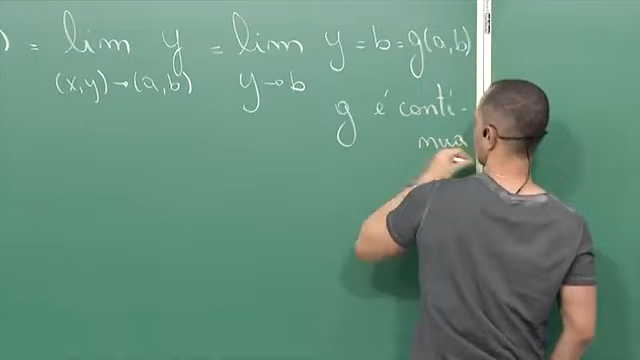 ) = lim y = lim y = b = g(a,b)
(x,y)→(a,b) y→b
g é contí-
nua